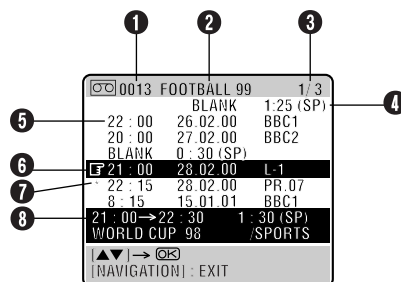 1 2 3
0013 FOOTBALL 99 1/3
BLANK 1:25 (SP)
4
5
22 : 00 26.02.00 BBC1
20 : 00 27.02.00 BBC2
BLANK 0 : 30 (SP)
6
21 : 00 28.02.00 L-1
7
22 : 15 28.02.00 PR.07
8 : 15 15.01.01 BBC1
8
21 : 00→22 : 30 1 : 30 (SP)
WORLD CUP 98 /SPORTS
[▲▼] → OK
[NAVIGATION] : EXIT